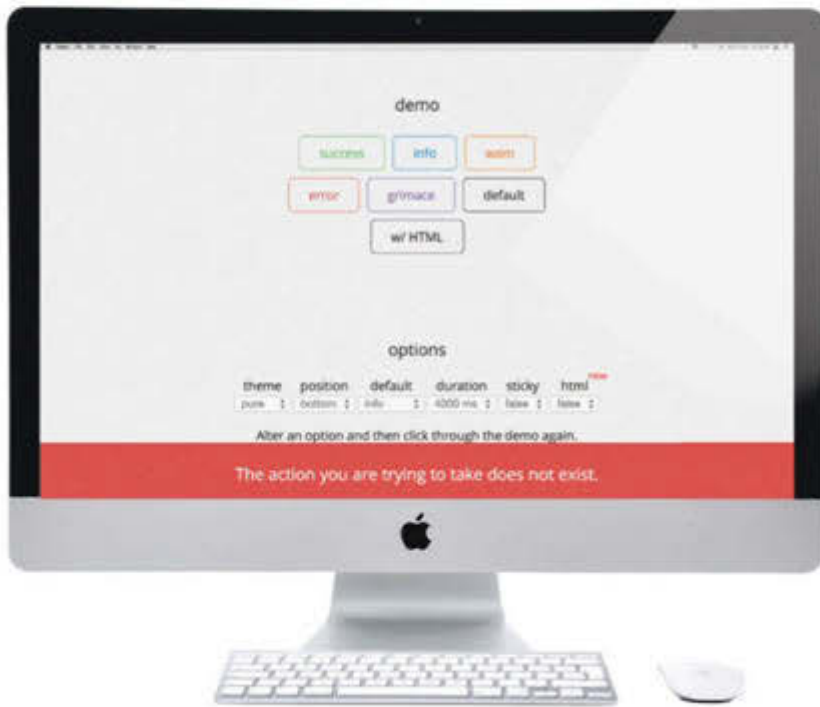 demo
success info warn
error grimace default
w/ HTML
options
new
theme position default duration sticky html
pure bottom info 4000 ms false false
Alter an option and then click through the demo again.
The action you are trying to take does not exist.